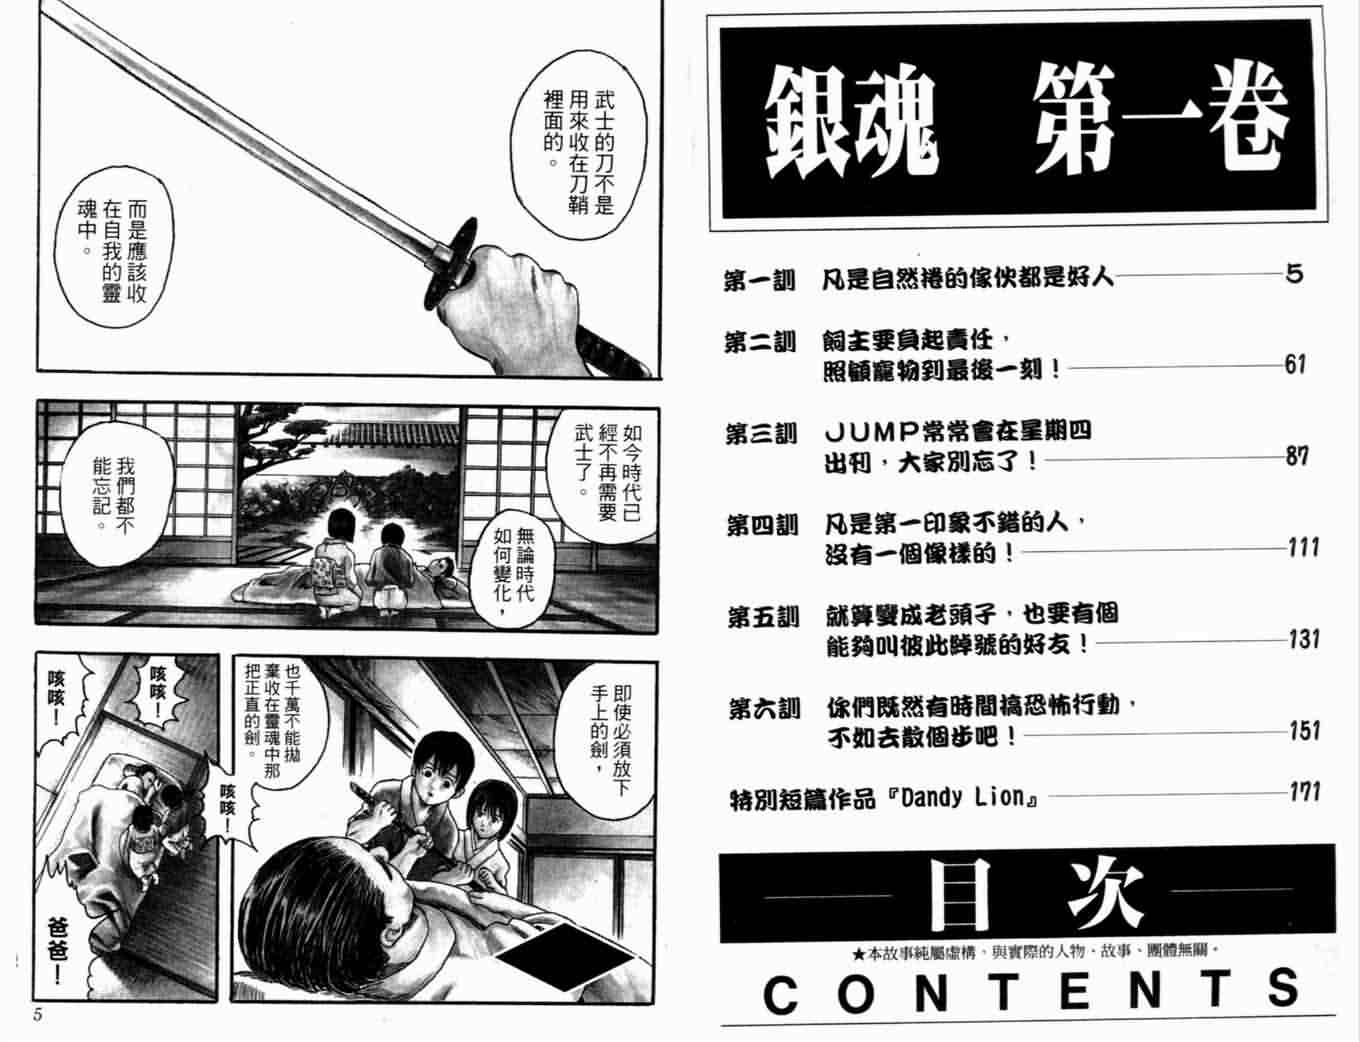 銀魂 第一卷
第一訓 凡是自然捲的傢伙都是好人 5
第二訓 飼主要負起責任，
照顧寵物到最後一刻！ 61
第三訓 JUMP常常會在星期四
出刊，大家別忘了！ 87
第四訓 凡是第一印象不錯的人，
沒有一個像樣的！ 111
第五訓 就算變成老頭子，也要有個
能夠叫彼此綽號的好友！ 131
第六訓 你們既然有時間搞恐怖行動，
不如去散個步吧！ 151
特別短篇作品『Dandy Lion』 171
目次
★本故事純屬虛構、與實際的人物、故事、團體無關。
CONTENTS
武士的刀不是
用來收在刀鞘
裡面的。
而是應該收
在自我的靈
魂中。
如今時代已
經不再需要
武士了。
無論時代
如何變化，
我們都不
能忘記。
即使必須放下
手上的劍，
也千萬不能拋
棄收在靈魂中那
把正直的劍。
咳咳！
咳咳！
咳咳！
爸爸！
5